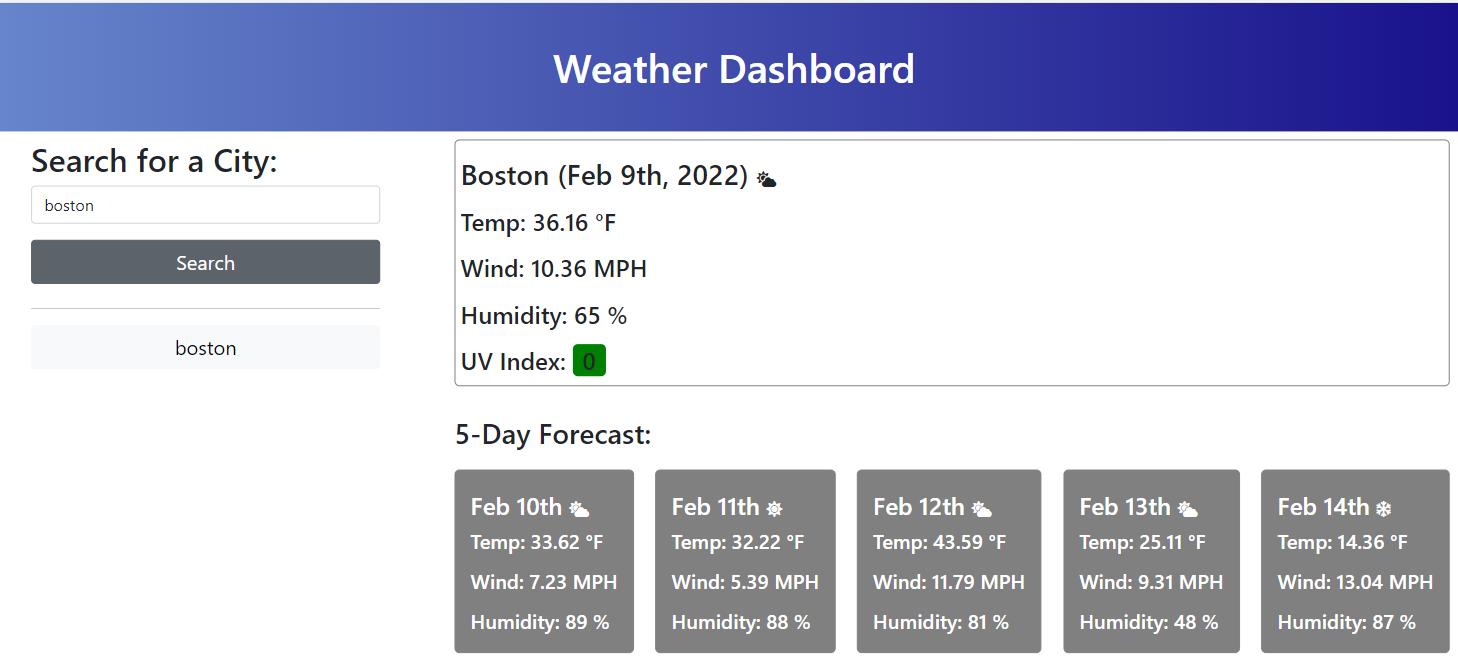 Weather Dashboard
Search for a City:
boston
Search
boston
Boston (Feb 9th, 2022)
Temp: 36.16 °F
Wind: 10.36 MPH
Humidity: 65 %
UV Index: 0
5-Day Forecast:
Feb 10th
Temp: 33.62 °F
Wind: 7.23 MPH
Humidity: 89 %
Feb 11th
Temp: 32.22 °F
Wind: 5.39 MPH
Humidity: 88 %
Feb 12th
Temp: 43.59 °F
Wind: 11.79 MPH
Humidity: 81 %
Feb 13th
Temp: 25.11 °F
Wind: 9.31 MPH
Humidity: 48 %
Feb 14th
Temp: 14.36 °F
Wind: 13.04 MPH
Humidity: 87 %